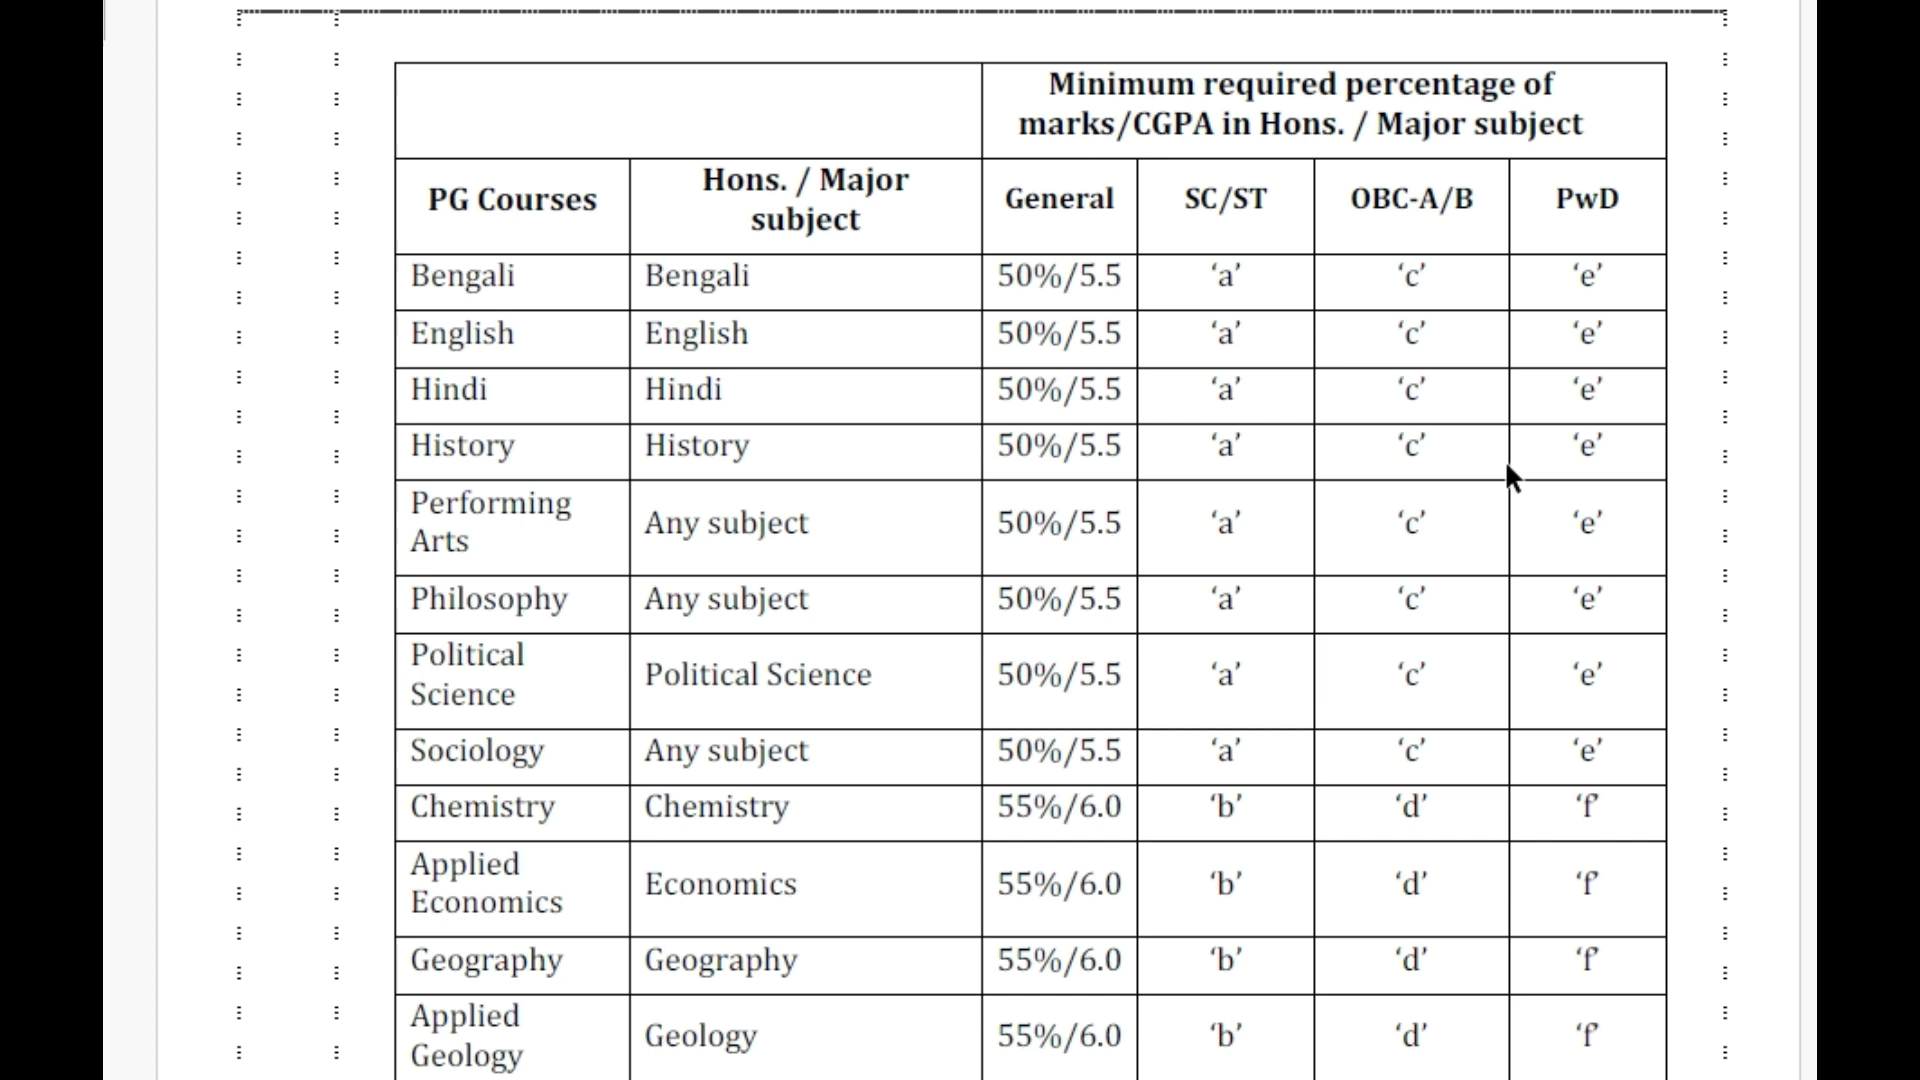 Minimum required percentage of
marks/CGPA in Hons. / Major subject
PG Courses Hons. / Major subject General SC/ST OBC-A/B PwD
Bengali Bengali 50%/5.5 ‘a’ ‘c’ ‘e’
English English 50%/5.5 ‘a’ ‘c’ ‘e’
Hindi Hindi 50%/5.5 ‘a’ ‘c’ ‘e’
History History 50%/5.5 ‘a’ ‘c’ ‘e’
Performing Arts Any subject 50%/5.5 ‘a’ ‘c’ ‘e’
Philosophy Any subject 50%/5.5 ‘a’ ‘c’ ‘e’
Political Science Political Science 50%/5.5 ‘a’ ‘c’ ‘e’
Sociology Any subject 50%/5.5 ‘a’ ‘c’ ‘e’
Chemistry Chemistry 55%/6.0 ‘b’ ‘d’ ‘f’
Applied Economics Economics 55%/6.0 ‘b’ ‘d’ ‘f’
Geography Geography 55%/6.0 ‘b’ ‘d’ ‘f’
Applied Geology Geology 55%/6.0 ‘b’ ‘d’ ‘f’